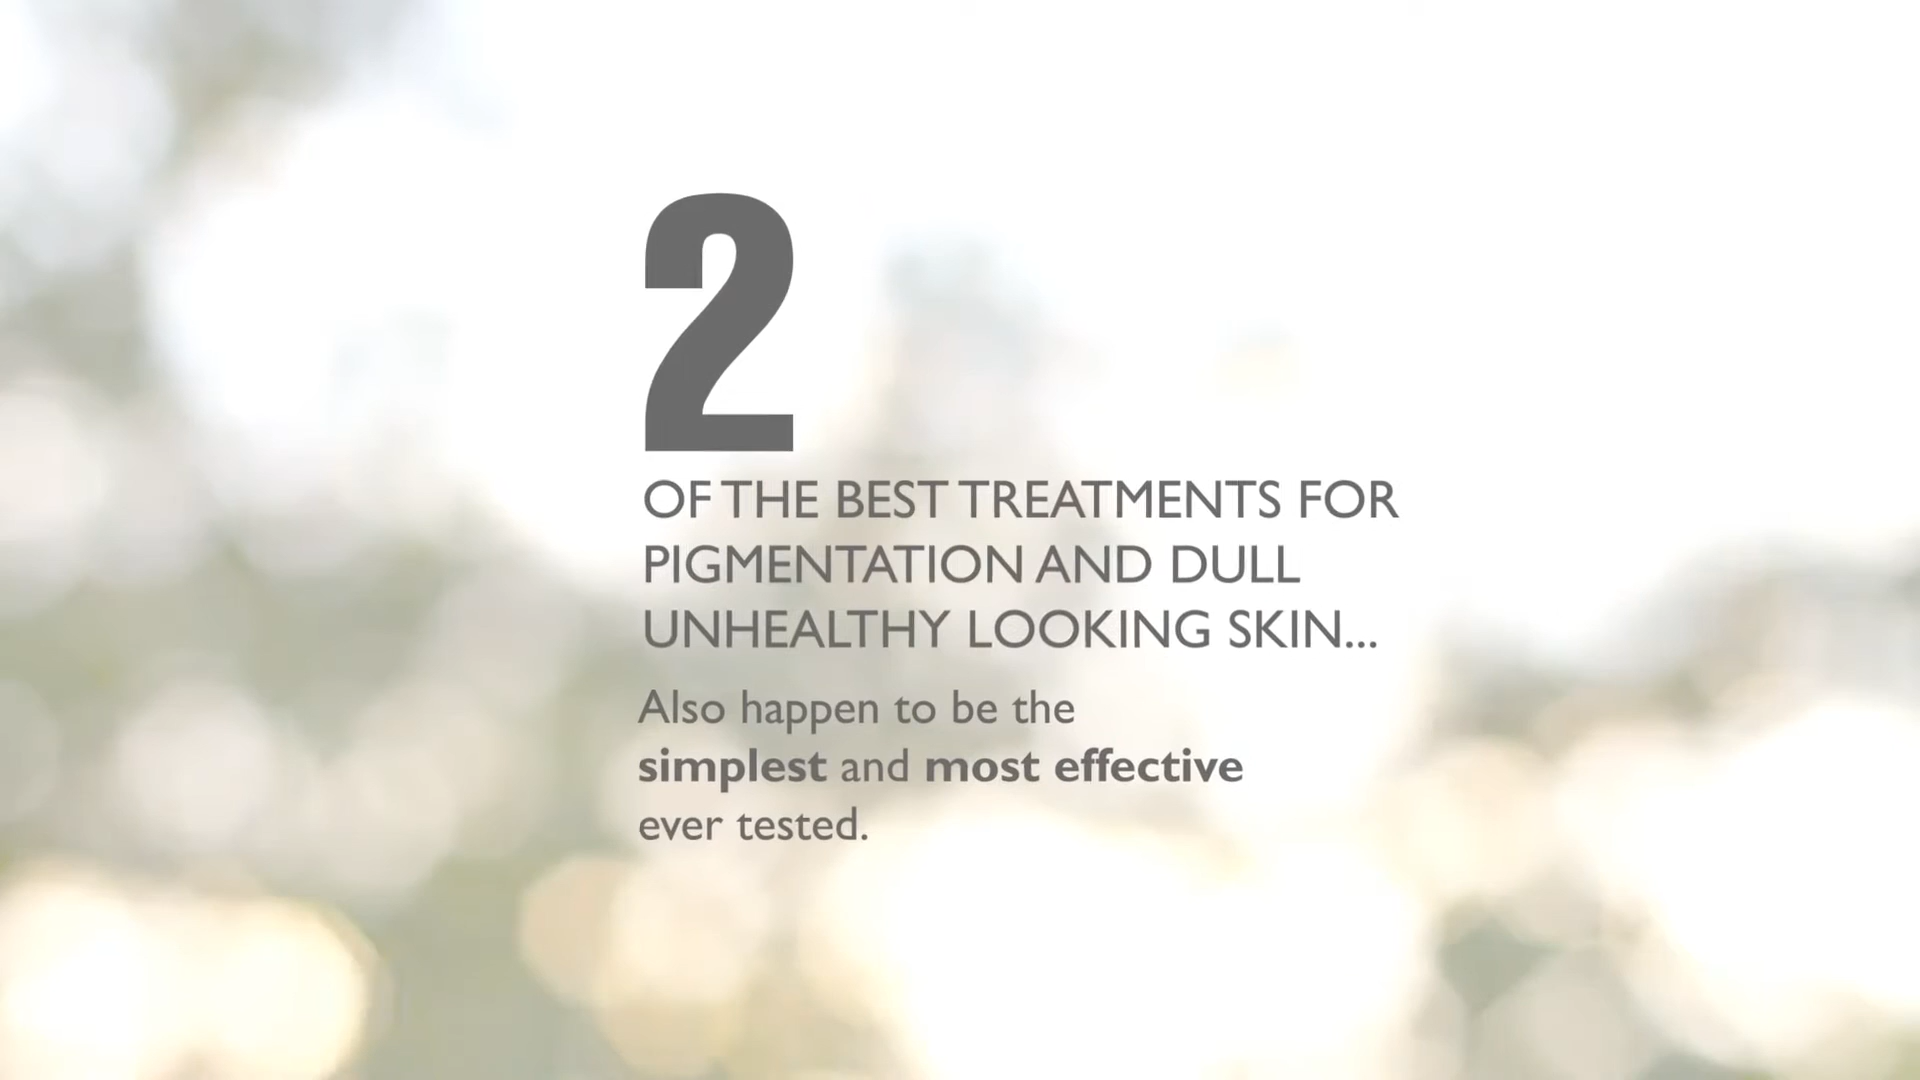 2
OF THE BEST TREATMENTS FOR
PIGMENTATION AND DULL
UNHEALTHY LOOKING SKIN...
Also happen to be the
simplest and most effective
ever tested.